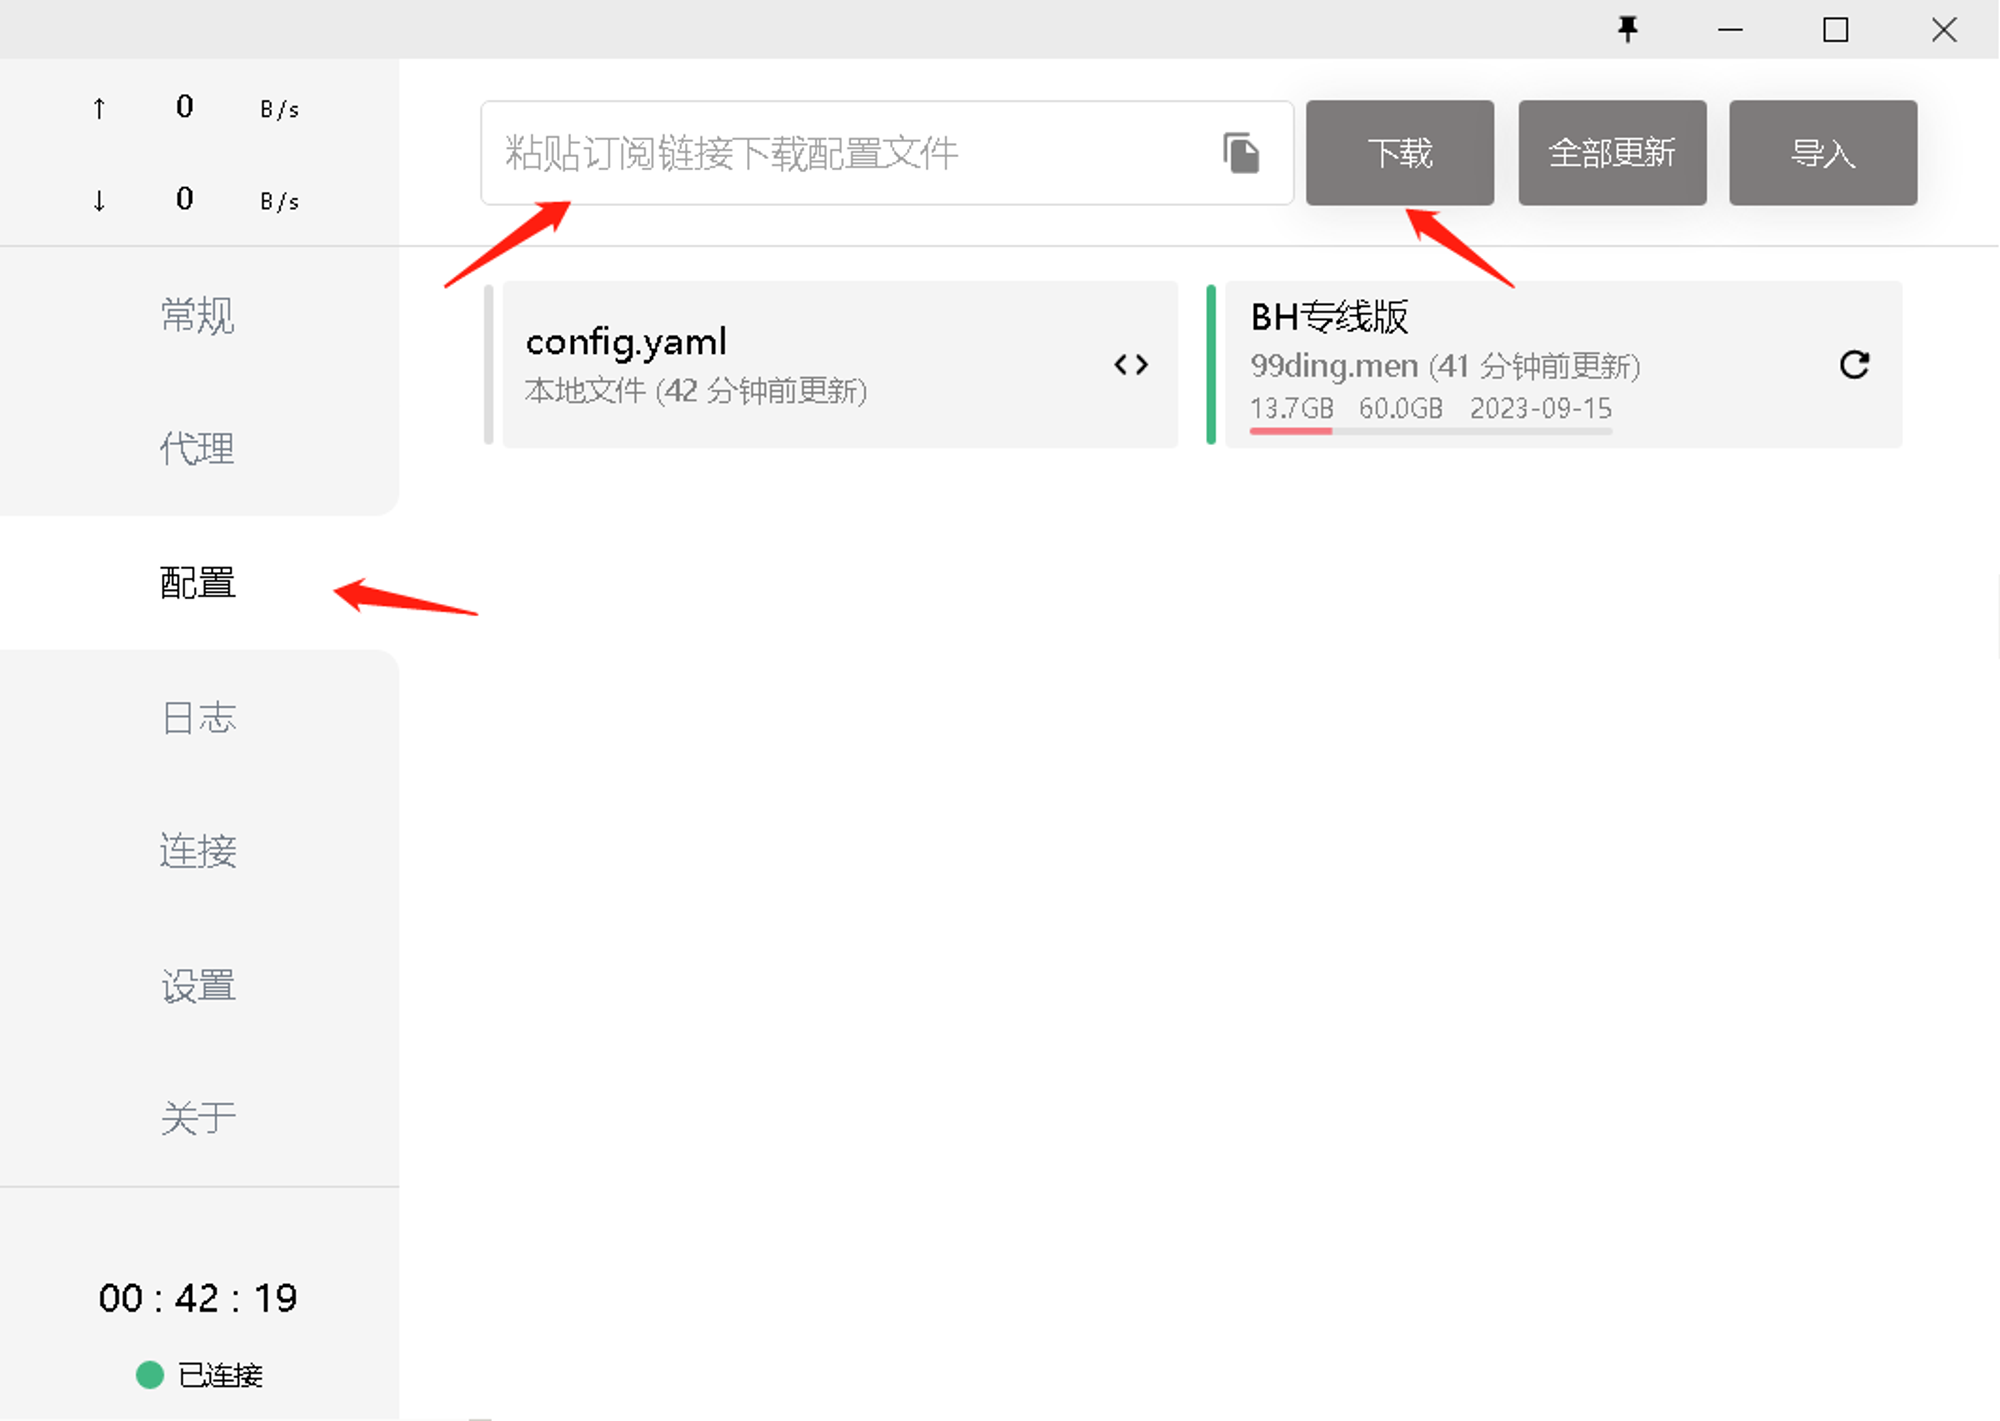 ↑ 0 B/s
↓ 0 B/s
常规
代理
配置
日志
连接
设置
关于
00 : 42 : 19
已连接
粘贴订阅链接下载配置文件
下载
全部更新
导入
config.yaml
本地文件 (42 分钟前更新)
BH专线版
99ding.men (41 分钟前更新)
13.7GB 60.0GB 2023-09-15